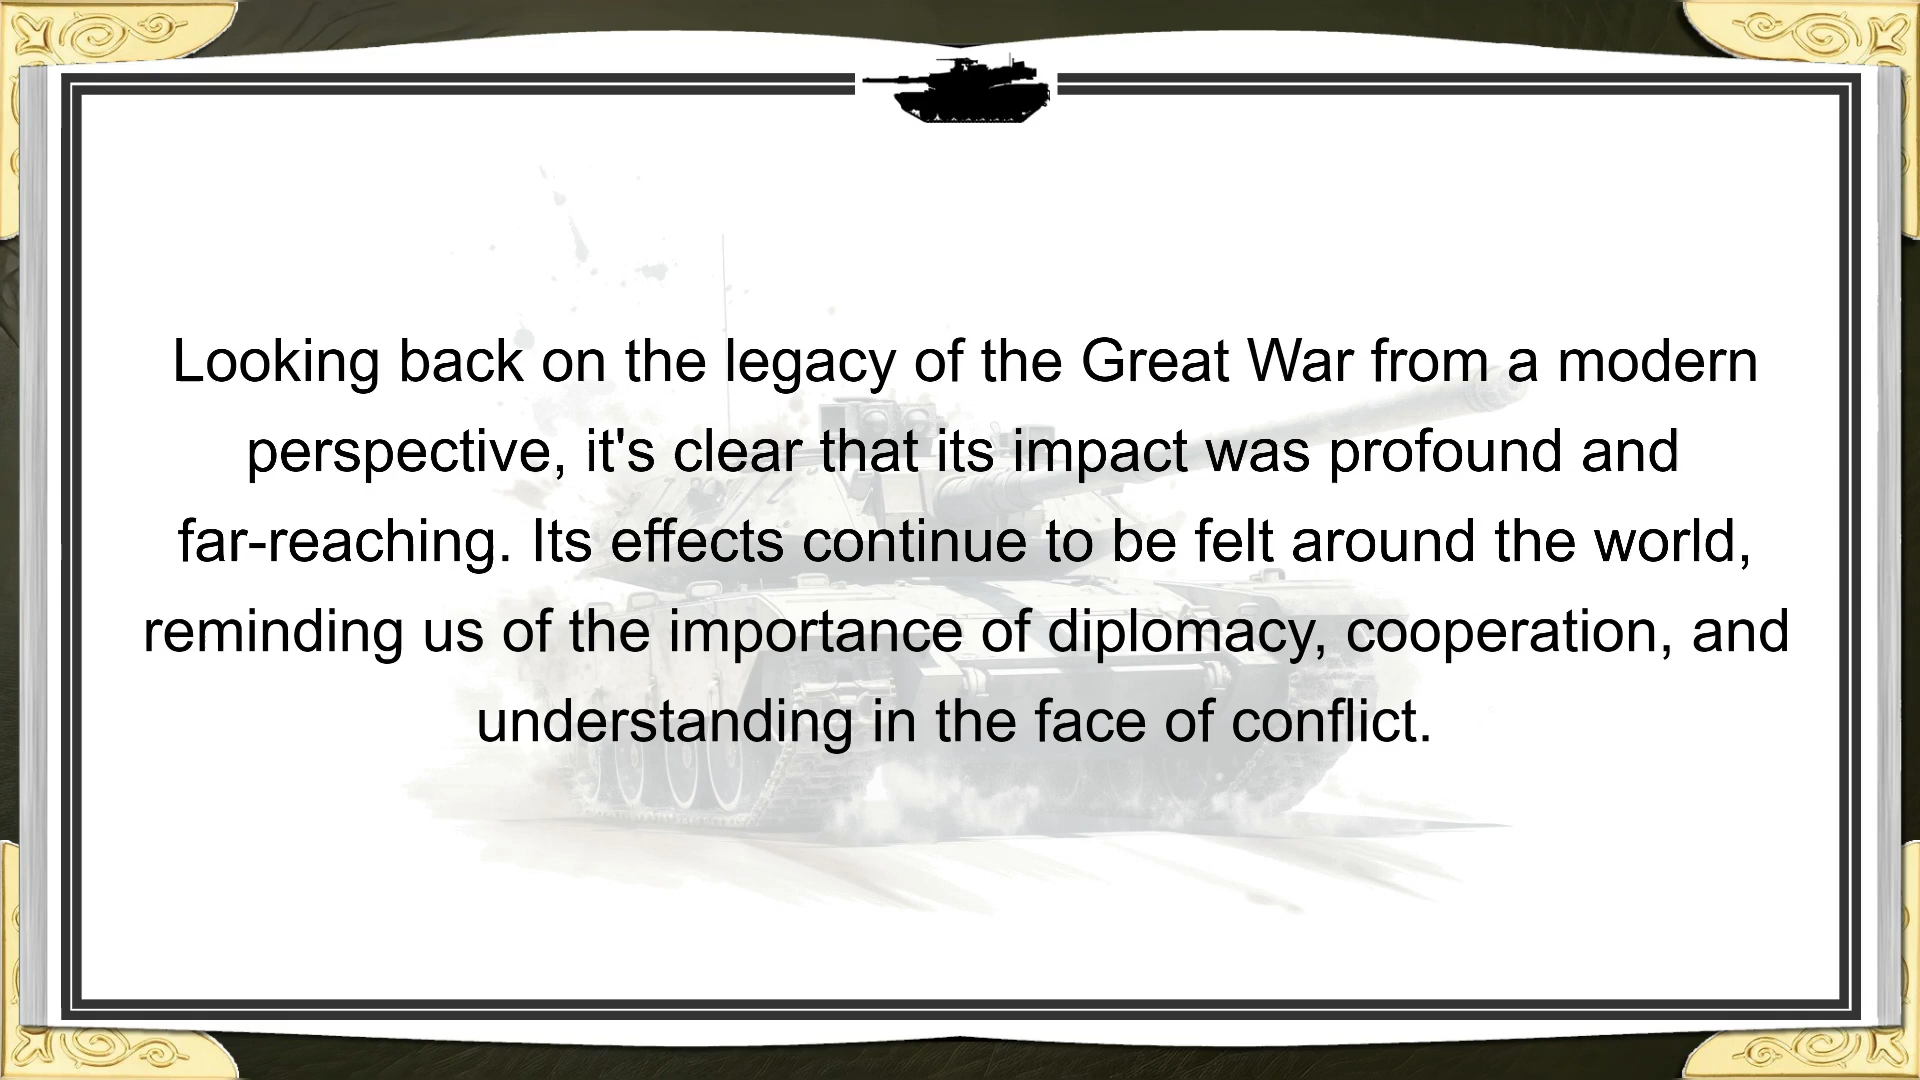 Looking back on the legacy of the Great War from a modern
perspective, it's clear that its impact was profound and
far-reaching. Its effects continue to be felt around the world,
reminding us of the importance of diplomacy, cooperation, and
understanding in the face of conflict.